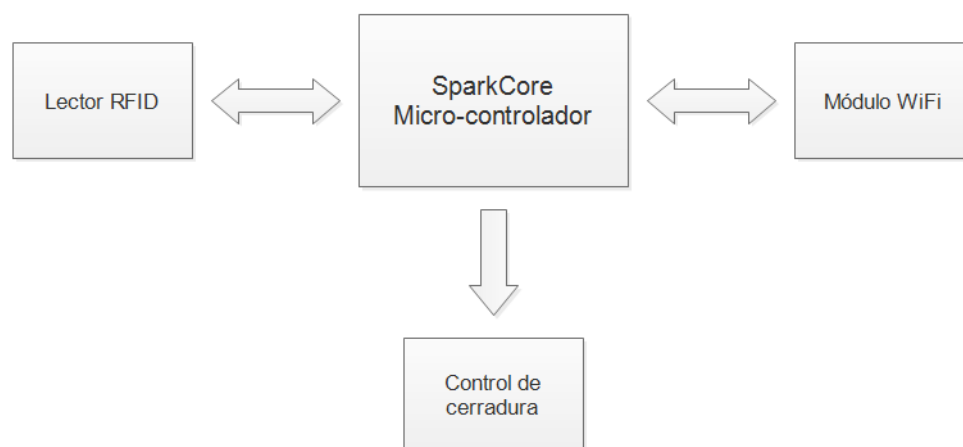 Lector RFID
SparkCore
Micro-controlador
Módulo WiFi
Control de
cerradura